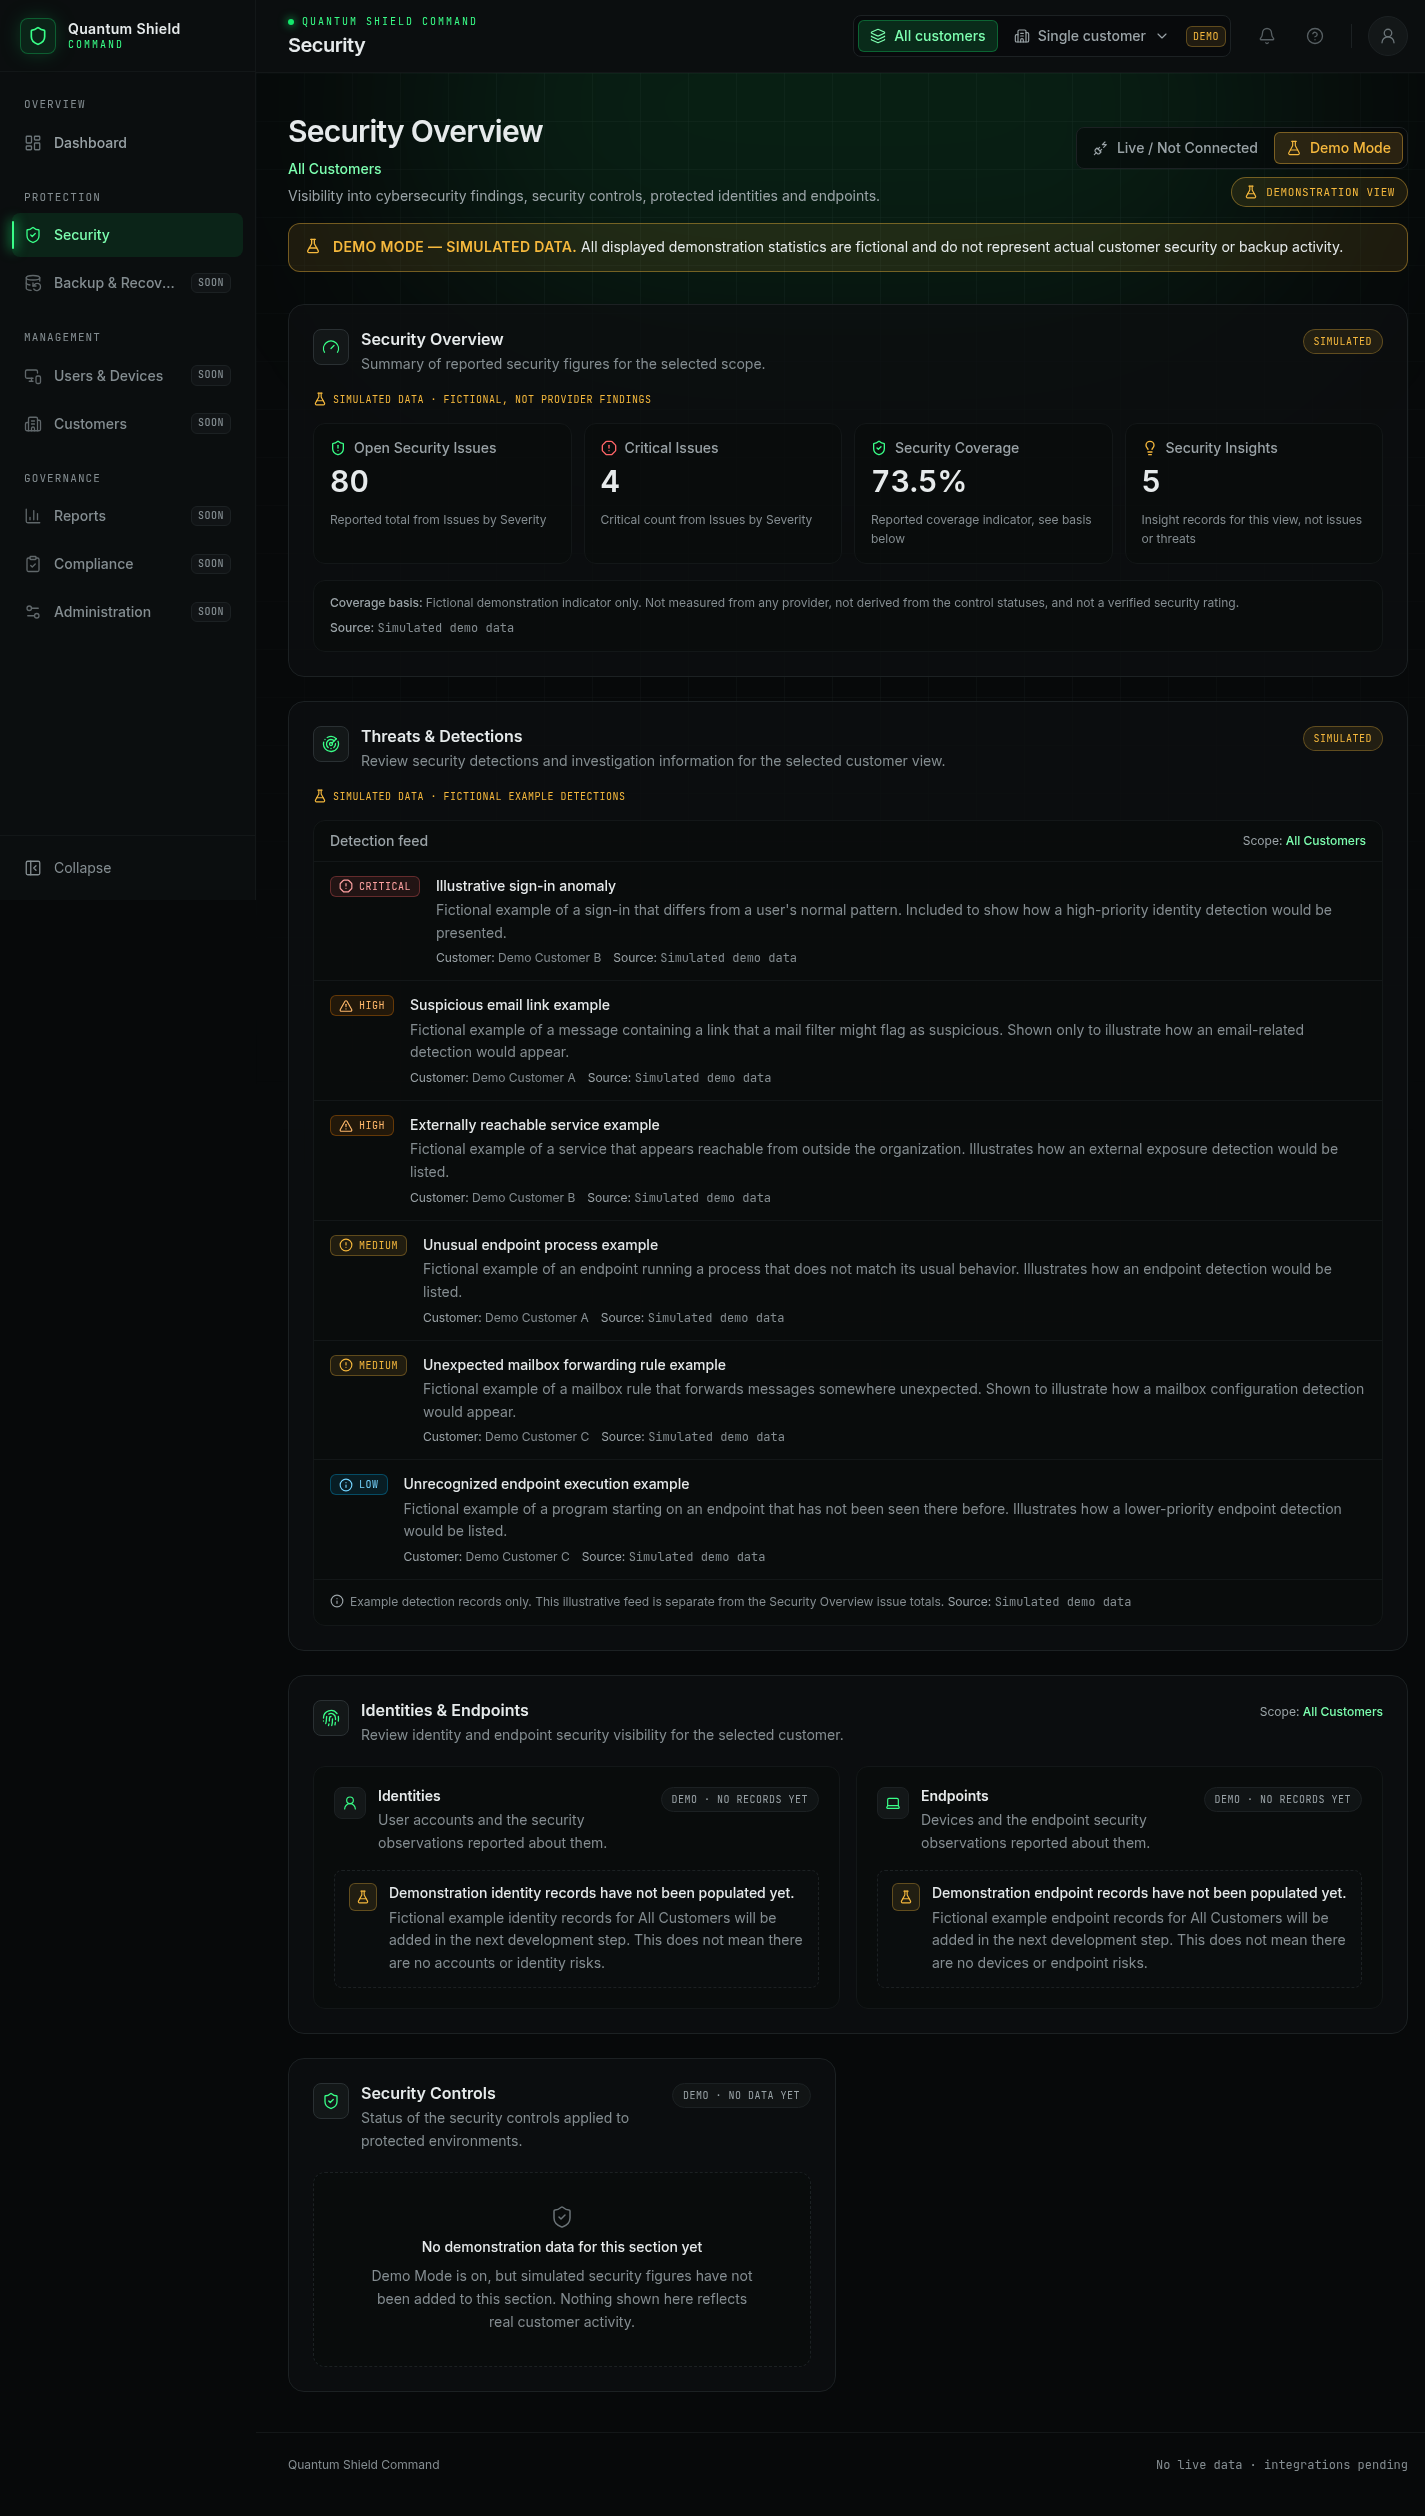 Quantum Shield
COMMAND
OVERVIEW
Dashboard
PROTECTION
Security
Backup & Recov... SOON
MANAGEMENT
Users & Devices SOON
Customers SOON
GOVERNANCE
Reports SOON
Compliance SOON
Administration SOON
Collapse
QUANTUM SHIELD COMMAND
Security
All customers Single customer DEMO
Security Overview
All Customers
Visibility into cybersecurity findings, security controls, protected identities and endpoints.
Live / Not Connected Demo Mode
DEMONSTRATION VIEW
DEMO MODE — SIMULATED DATA. All displayed demonstration statistics are fictional and do not represent actual customer security or backup activity.
Security Overview
Summary of reported security figures for the selected scope.
SIMULATED
SIMULATED DATA · FICTIONAL, NOT PROVIDER FINDINGS
Open Security Issues
80
Reported total from Issues by Severity
Critical Issues
4
Critical count from Issues by Severity
Security Coverage
73.5%
Reported coverage indicator, see basis
below
Security Insights
5
Insight records for this view, not issues
or threats
Coverage basis: Fictional demonstration indicator only. Not measured from any provider, not derived from the control statuses, and not a verified security rating.
Source: Simulated demo data
Threats & Detections
Review security detections and investigation information for the selected customer view.
SIMULATED
SIMULATED DATA · FICTIONAL EXAMPLE DETECTIONS
Detection feed
Scope: All Customers
CRITICAL
Illustrative sign-in anomaly
Fictional example of a sign-in that differs from a user's normal pattern. Included to show how a high-priority identity detection would be
presented.
Customer: Demo Customer B Source: Simulated demo data
HIGH
Suspicious email link example
Fictional example of a message containing a link that a mail filter might flag as suspicious. Shown only to illustrate how an email-related
detection would appear.
Customer: Demo Customer A Source: Simulated demo data
HIGH
Externally reachable service example
Fictional example of a service that appears reachable from outside the organization. Illustrates how an external exposure detection would be
listed.
Customer: Demo Customer B Source: Simulated demo data
MEDIUM
Unusual endpoint process example
Fictional example of an endpoint running a process that does not match its usual behavior. Illustrates how an endpoint detection would be
listed.
Customer: Demo Customer A Source: Simulated demo data
MEDIUM
Unexpected mailbox forwarding rule example
Fictional example of a mailbox rule that forwards messages somewhere unexpected. Shown to illustrate how a mailbox configuration detection
would appear.
Customer: Demo Customer C Source: Simulated demo data
LOW
Unrecognized endpoint execution example
Fictional example of a program starting on an endpoint that has not been seen there before. Illustrates how a lower-priority endpoint detection
would be listed.
Customer: Demo Customer C Source: Simulated demo data
Example detection records only. This illustrative feed is separate from the Security Overview issue totals. Source: Simulated demo data
Identities & Endpoints
Review identity and endpoint security visibility for the selected customer.
Scope: All Customers
Identities
User accounts and the security
observations reported about them.
DEMO · NO RECORDS YET
Demonstration identity records have not been populated yet.
Fictional example identity records for All Customers will be
added in the next development step. This does not mean there
are no accounts or identity risks.
Endpoints
Devices and the endpoint security
observations reported about them.
DEMO · NO RECORDS YET
Demonstration endpoint records have not been populated yet.
Fictional example endpoint records for All Customers will be
added in the next development step. This does not mean there
are no devices or endpoint risks.
Security Controls
Status of the security controls applied to
protected environments.
DEMO · NO DATA YET
No demonstration data for this section yet
Demo Mode is on, but simulated security figures have not
been added to this section. Nothing shown here reflects
real customer activity.
Quantum Shield Command
No live data · integrations pending